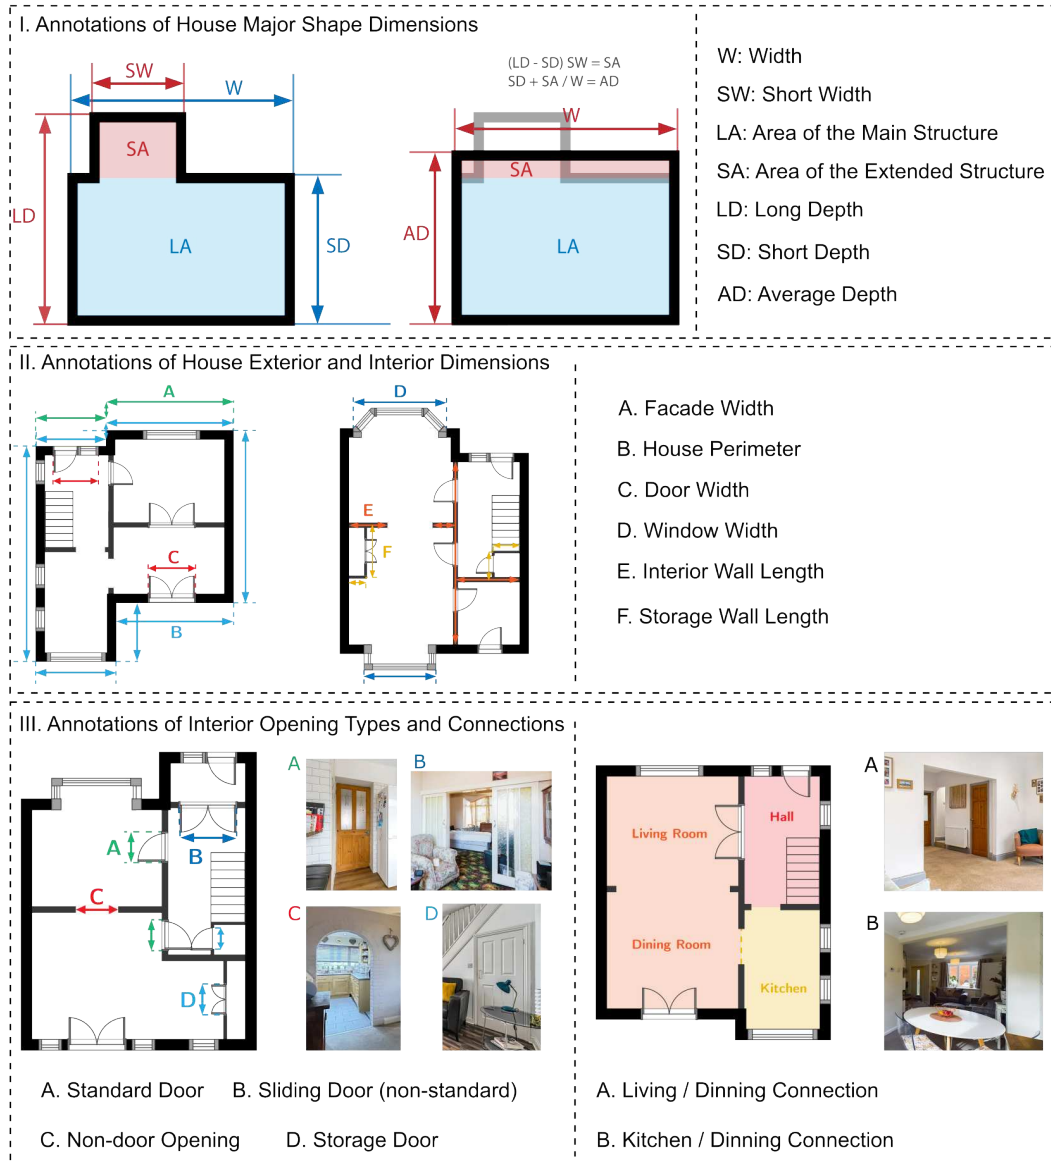 I. Annotations of House Major Shape Dimensions
SW
W
SA
LD
LA
SD
(LD - SD) SW = SA
SD + SA / W = AD
W
SA
AD
LA
W: Width
SW: Short Width
LA: Area of the Main Structure
SA: Area of the Extended Structure
LD: Long Depth
SD: Short Depth
AD: Average Depth
II. Annotations of House Exterior and Interior Dimensions
A
C
B
D
E
F
A. Facade Width
B. House Perimeter
C. Door Width
D. Window Width
E. Interior Wall Length
F. Storage Wall Length
III. Annotations of Interior Opening Types and Connections
A
B
C
D
A
B
C
D
Living Room
Hall
Dining Room
Kitchen
A
B
A. Standard Door
B. Sliding Door (non-standard)
C. Non-door Opening
D. Storage Door
A. Living / Dinning Connection
B. Kitchen / Dinning Connection